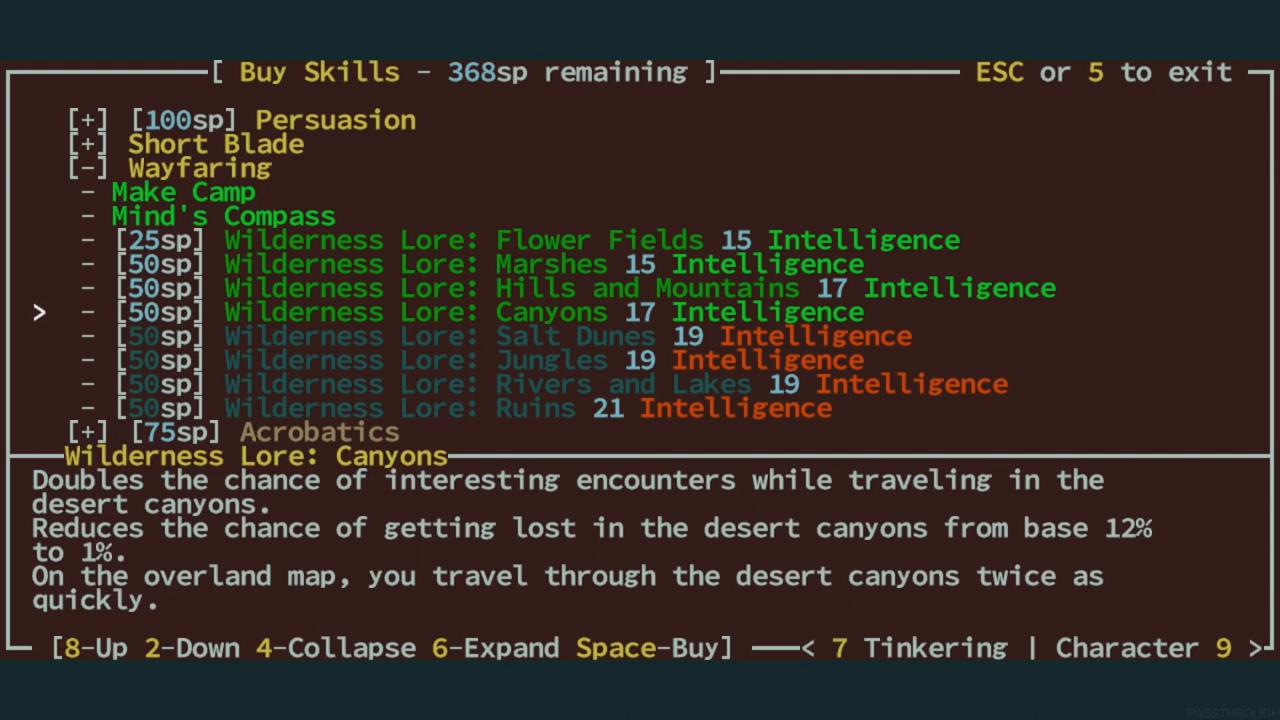 [ Buy Skills - 368sp remaining ] ESC or 5 to exit
[+] [100sp] Persuasion
[+] Short Blade
[-] Wayfaring
- Make Camp
- Mind's Compass
- [25sp] Wilderness Lore: Flower Fields 15 Intelligence
- [50sp] Wilderness Lore: Marshes 15 Intelligence
- [50sp] Wilderness Lore: Hills and Mountains 17 Intelligence
> - [50sp] Wilderness Lore: Canyons 17 Intelligence
- [50sp] Wilderness Lore: Salt Dunes 19 Intelligence
- [50sp] Wilderness Lore: Jungles 19 Intelligence
- [50sp] Wilderness Lore: Rivers and Lakes 19 Intelligence
- [50sp] Wilderness Lore: Ruins 21 Intelligence
[+] [75sp] Acrobatics
Wilderness Lore: Canyons
Doubles the chance of interesting encounters while traveling in the
desert canyons.
Reduces the chance of getting lost in the desert canyons from base 12%
to 1%.
On the overland map, you travel through the desert canyons twice as
quickly.
[8-Up 2-Down 4-Collapse 6-Expand Space-Buy] < 7 Tinkering | Character 9 >